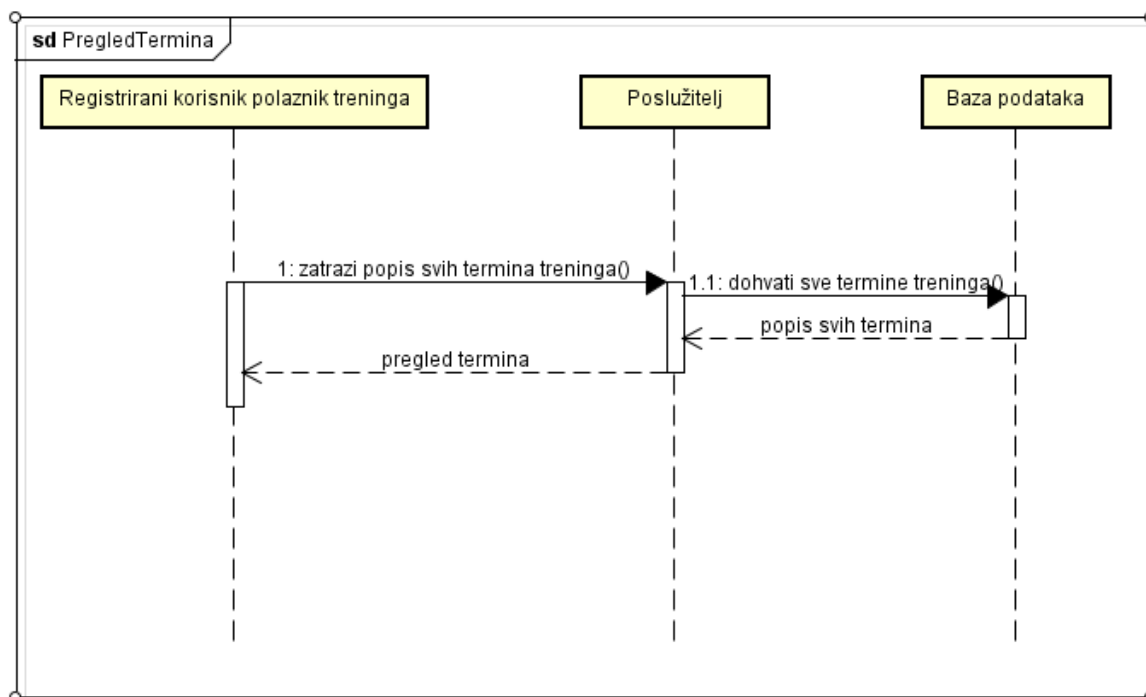 sd PregledTermina
Registrirani korisnik polaznik treninga
Poslužitelj
Baza podataka
1: zatrazi popis svih termina treninga()
1.1: dohvati sve termine treninga()
popis svih termina
pregled termina